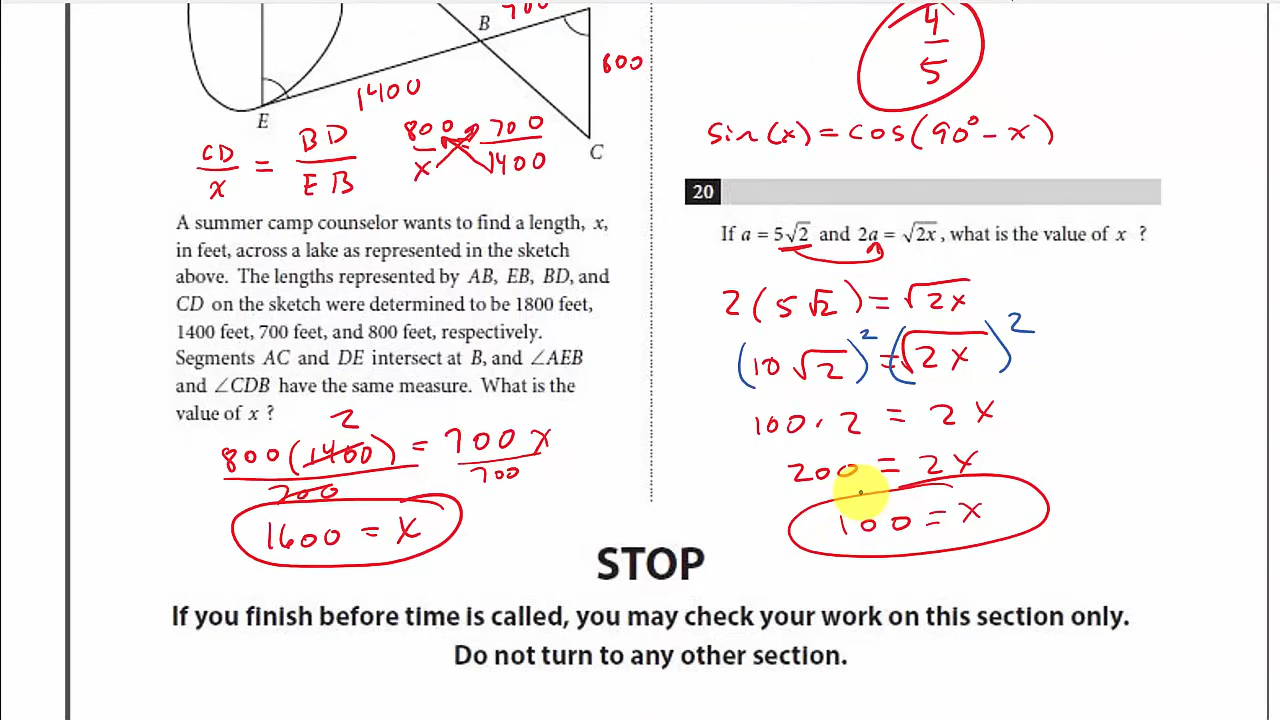 700
B
600
1400
E
C
CD/x = BD/EB
800/x = 700/1400
A summer camp counselor wants to find a length, x,
in feet, across a lake as represented in the sketch
above. The lengths represented by AB, EB, BD, and
CD on the sketch were determined to be 1800 feet,
1400 feet, 700 feet, and 800 feet, respectively.
Segments AC and DE intersect at B, and ∠AEB
and ∠CDB have the same measure. What is the
value of x ?
2
800(1400) = 700x
700 700
1600 = x
4/5
sin(x) = cos(90° - x)
20
If a = 5√2 and 2a = √2x, what is the value of x ?
2(5√2) = √2x
(10√2)² = (√2x)²
100 · 2 = 2x
200 = 2x
100 = x
STOP
If you finish before time is called, you may check your work on this section only.
Do not turn to any other section.